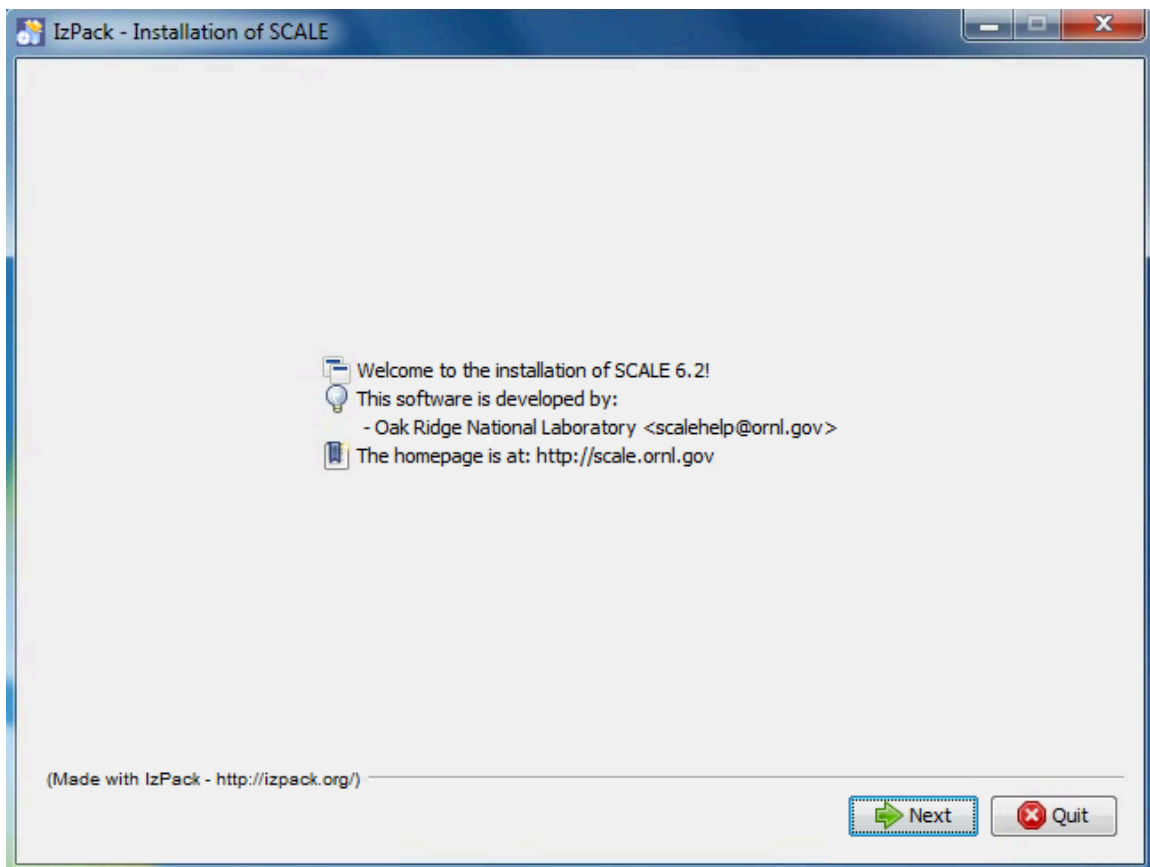 IzPack - Installation of SCALE
Welcome to the installation of SCALE 6.2!
This software is developed by:
- Oak Ridge National Laboratory <scalehelp@ornl.gov>
The homepage is at: http://scale.ornl.gov
(Made with IzPack - http://izpack.org/)
Next Quit